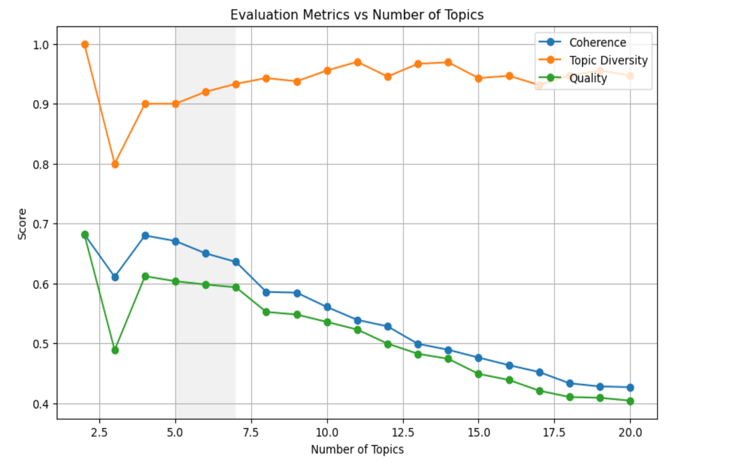 Evaluation Metrics vs Number of Topics
Coherence
Topic Diversity
Quality
Score
1.0
0.9
0.8
0.7
0.6
0.5
0.4
2.5 5.0 7.5 10.0 12.5 15.0 17.5 20.0
Number of Topics